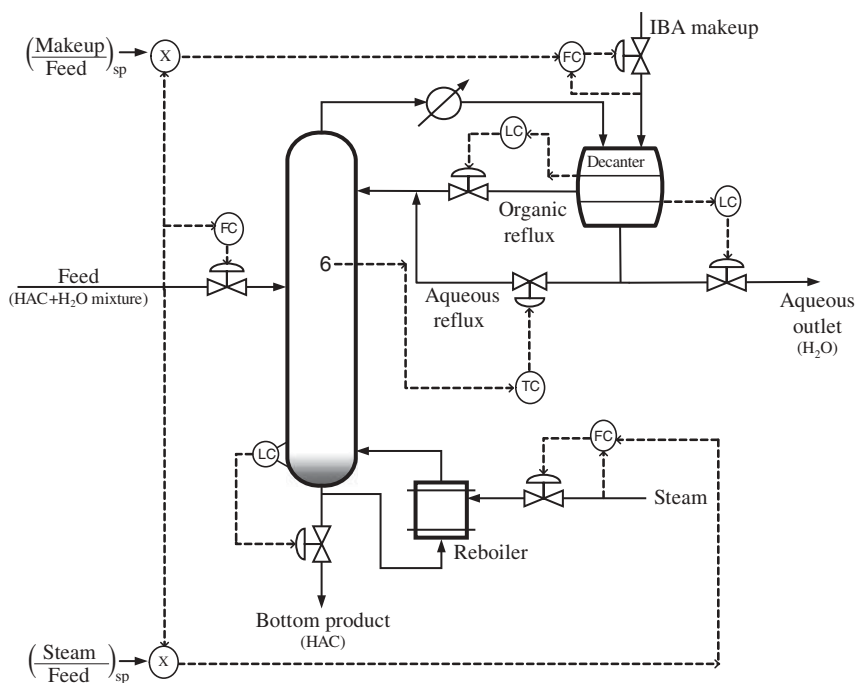 IBA makeup
(Makeup
Feed)sp
X
FC
LC
Decanter
LC
FC
Organic
reflux
6
Feed
(HAC+H₂O mixture)
Aqueous
reflux
Aqueous
outlet
(H₂O)
TC
LC
FC
Steam
Reboiler
Bottom product
(HAC)
(Steam
Feed)sp
X